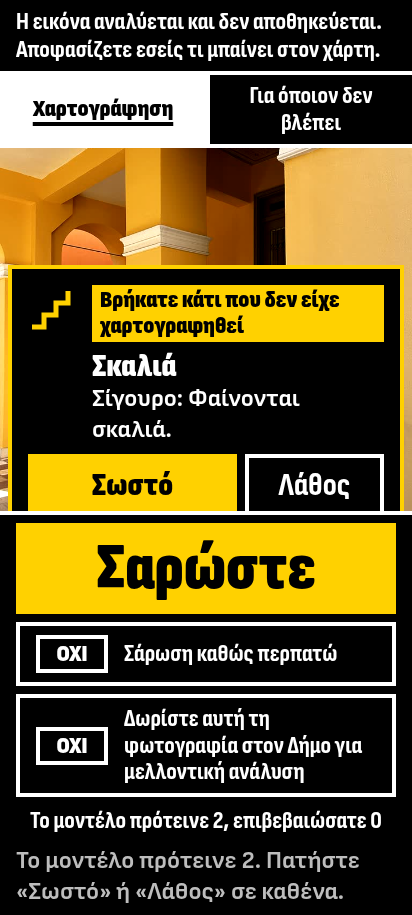 Η εικόνα αναλύεται και δεν αποθηκεύεται.
Αποφασίζετε εσείς τι μπαίνει στον χάρτη.
Χαρτογράφηση
Για όποιον δεν
βλέπει
Βρήκατε κάτι που δεν είχε
χαρτογραφηθεί
Σκαλιά
Σίγουρο: Φαίνονται
σκαλιά.
Σωστό
Λάθος
Σαρώστε
ΟΧΙ
Σάρωση καθώς περπατώ
ΟΧΙ
Δωρίστε αυτή τη
φωτογραφία στον Δήμο για
μελλοντική ανάλυση
Το μοντέλο πρότεινε 2, επιβεβαιώσατε 0
Το μοντέλο πρότεινε 2. Πατήστε
«Σωστό» ή «Λάθος» σε καθένα.